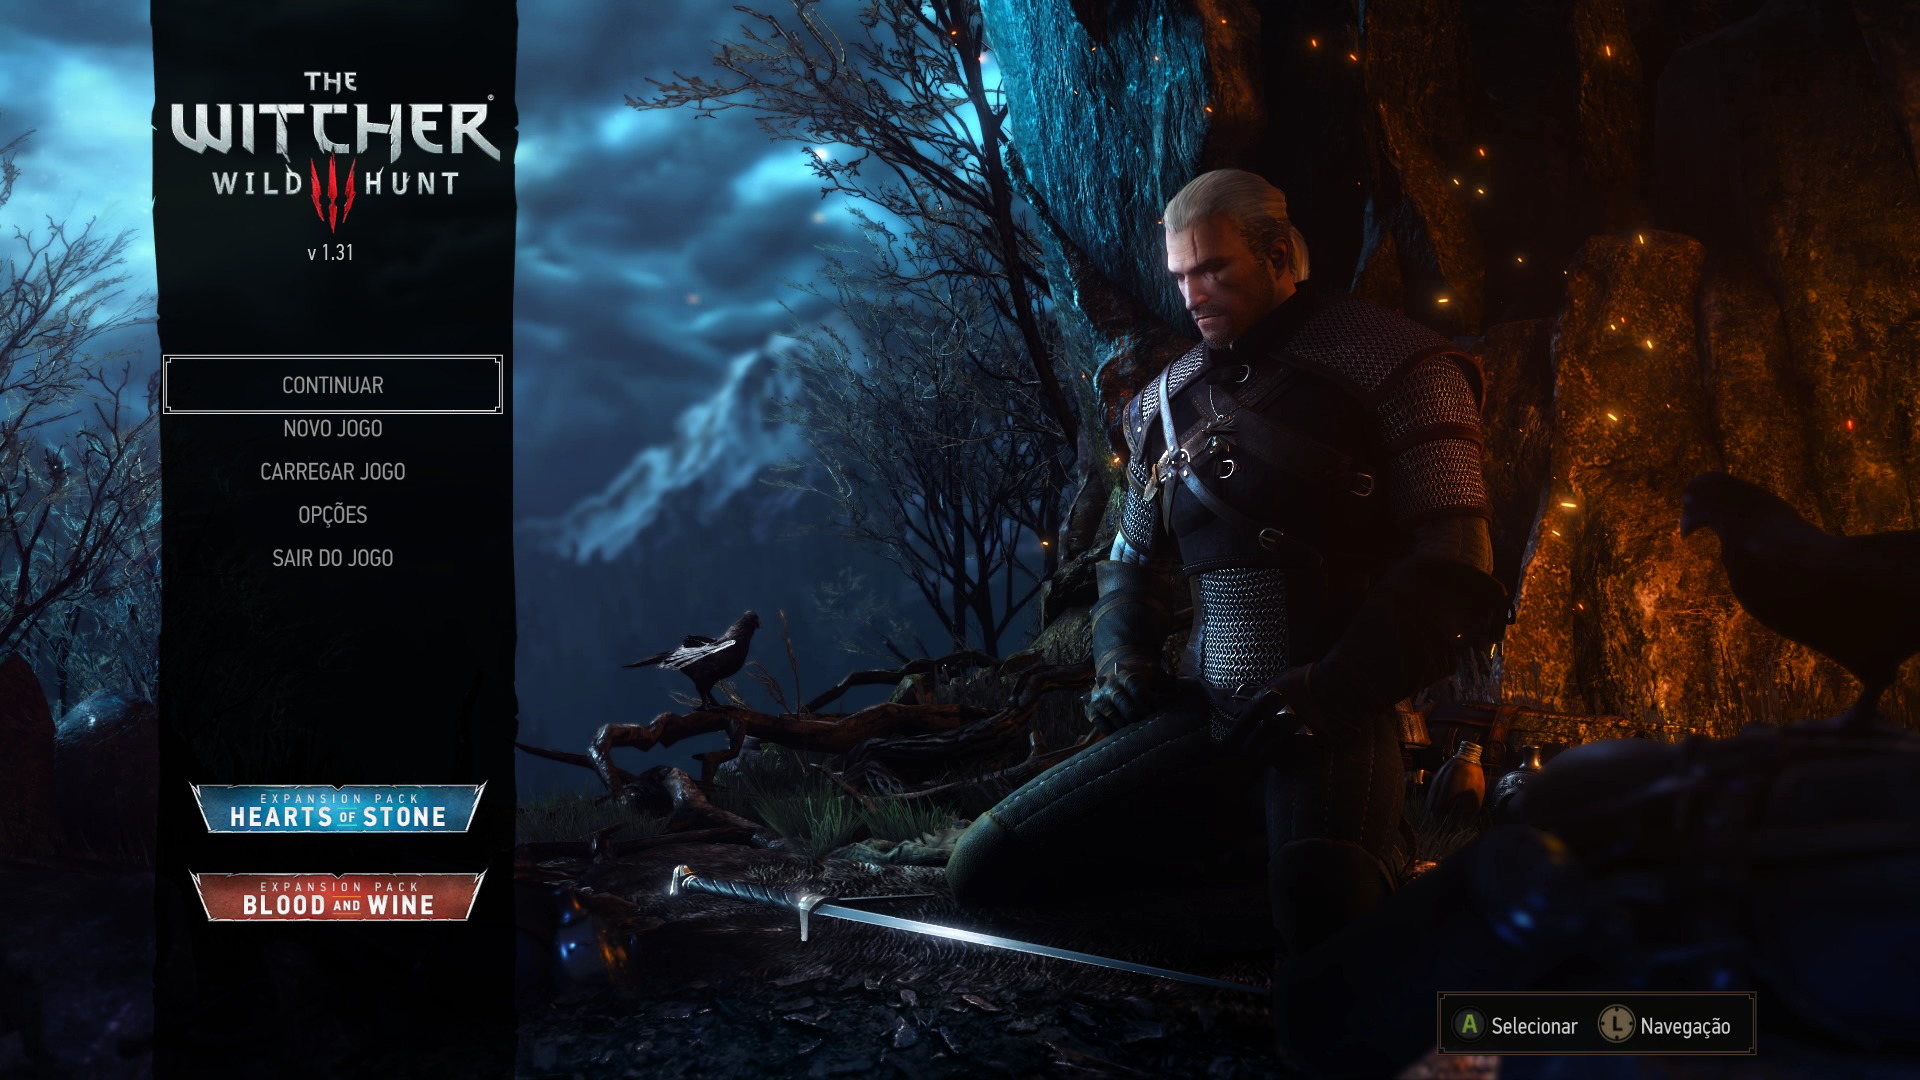 THE
WITCHER®
WILD HUNT
v 1.31
CONTINUAR
NOVO JOGO
CARREGAR JOGO
OPÇÕES
SAIR DO JOGO
EXPANSION PACK
HEARTS OF STONE
EXPANSION PACK
BLOOD AND WINE
A Selecionar L Navegação